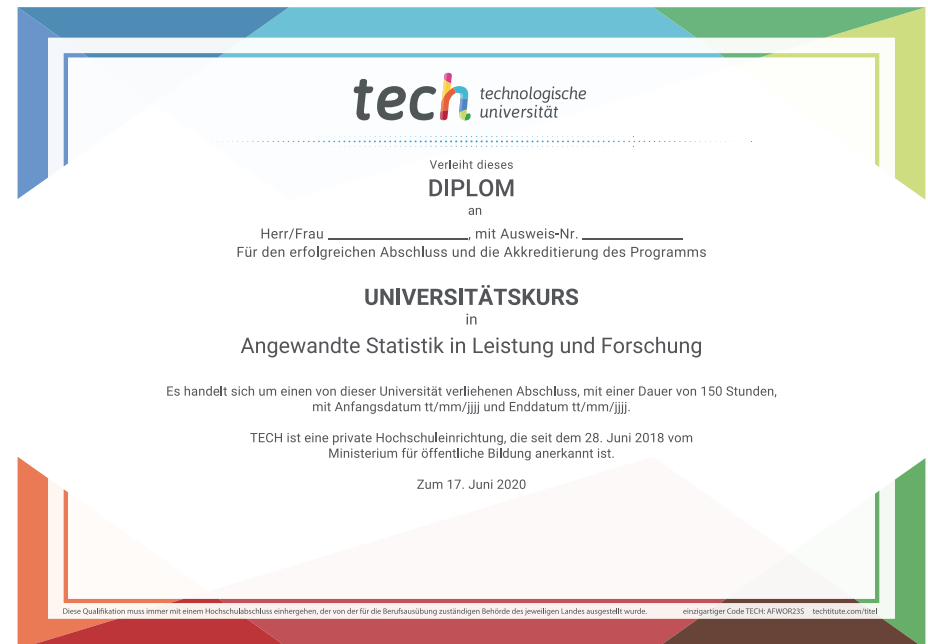 tech technologische
universität
Verleiht dieses
DIPLOM
an
Herr/Frau ____________________, mit Ausweis-Nr. ______________
Für den erfolgreichen Abschluss und die Akkreditierung des Programms
UNIVERSITÄTSKURS
in
Angewandte Statistik in Leistung und Forschung
Es handelt sich um einen von dieser Universität verliehenen Abschluss, mit einer Dauer von 150 Stunden,
mit Anfangsdatum tt/mm/jjjj und Enddatum tt/mm/jjjj.
TECH ist eine private Hochschuleinrichtung, die seit dem 28. Juni 2018 vom
Ministerium für öffentliche Bildung anerkannt ist.
Zum 17. Juni 2020
Diese Qualifikation muss immer mit einem Hochschulabschluss einhergehen, der von der für die Berufsausübung zuständigen Behörde des jeweiligen Landes ausgestellt wurde. einzigartiger Code TECH: AFWOR23S techtitute.com/titel